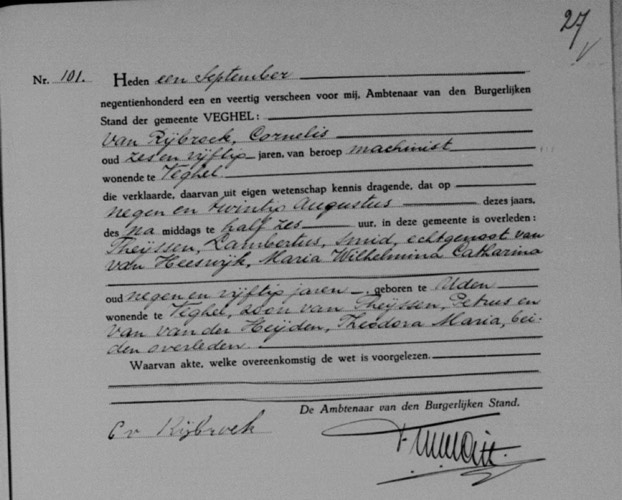 27
Nr. 101. Heden een September
negentienhonderd een en veertig verscheen voor mij, Ambtenaar van den Burgerlijken
Stand der gemeente VEGHEL:
van Rijbroek, Cornelis
oud zes en vijftig jaren, van beroep machinist
wonende te Veghel
die verklaarde, daarvan uit eigen wetenschap kennis dragende, dat op
negen en twintig Augustus dezes jaars,
des na middags te half zes uur, in deze gemeente is overleden:
Theijssen, Lambertus, smid, echtgenoot van
van Heeswijk, Maria Wilhelmina Catharina
oud negen en vijftig jaren, geboren te Uden
wonende te Veghel, zoon van Theijssen, Petrus en
van van der Heijden, Theodora Maria, bei-
den overleden.
Waarvan akte, welke overeenkomstig de wet is voorgelezen.
De Ambtenaar van den Burgerlijken Stand.
C v Rijbroek